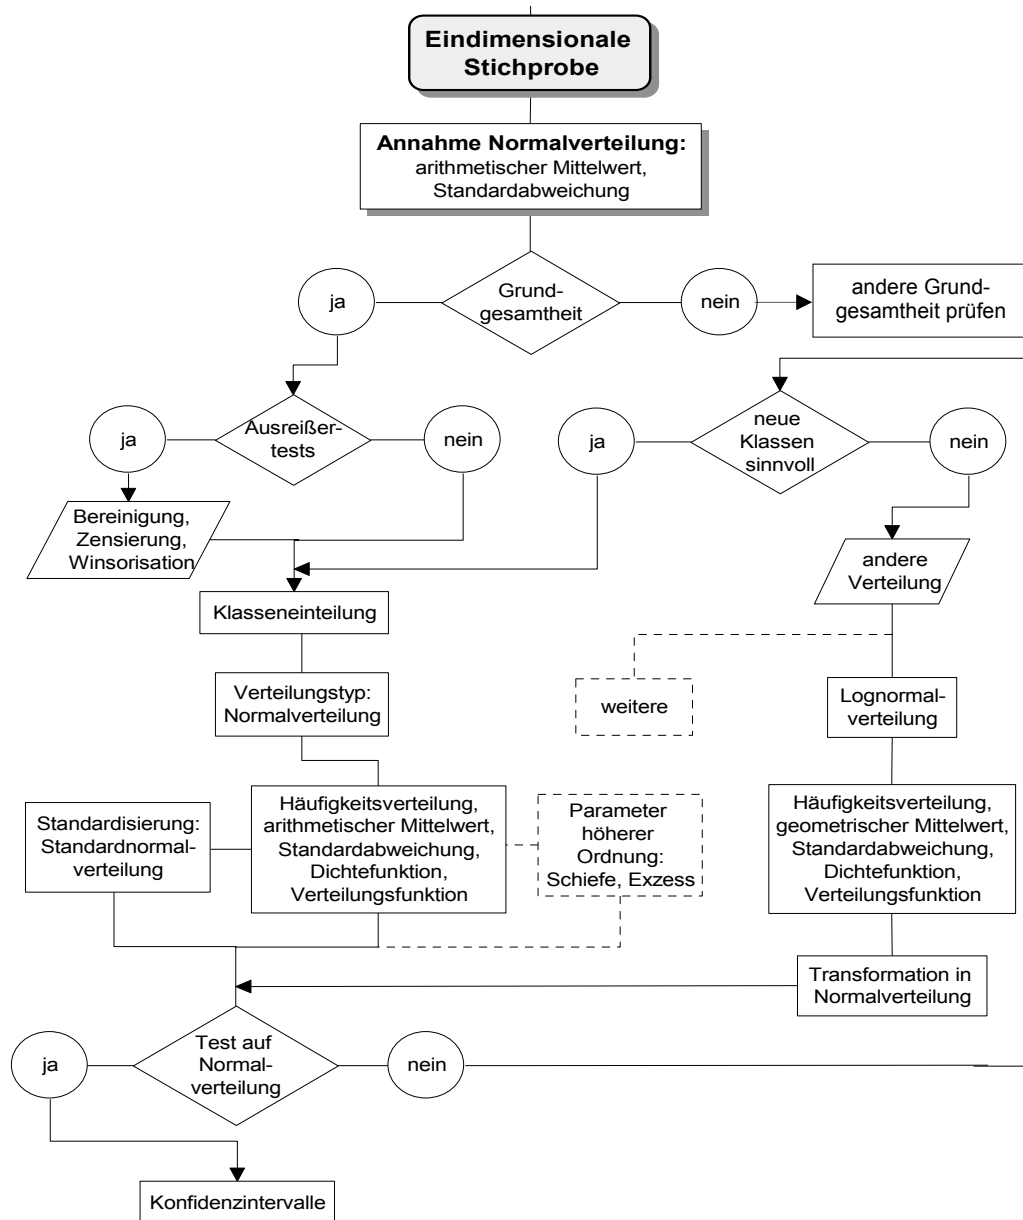 Eindimensionale
Stichprobe
Annahme Normalverteilung:
arithmetischer Mittelwert,
Standardabweichung
ja
Grund-
gesamtheit
nein
andere Grund-
gesamtheit prüfen
ja
Ausreißer-
tests
nein
ja
neue
Klassen
sinnvoll
nein
Bereinigung,
Zensierung,
Winsorisation
andere
Verteilung
Klasseneinteilung
Verteilungstyp:
Normalverteilung
weitere
Lognormal-
verteilung
Standardisierung:
Standardnormal-
verteilung
Häufigkeitsverteilung,
arithmetischer Mittelwert,
Standardabweichung,
Dichtefunktion,
Verteilungsfunktion
Parameter
höherer
Ordnung:
Schiefe, Exzess
Häufigkeitsverteilung,
geometrischer Mittelwert,
Standardabweichung,
Dichtefunktion,
Verteilungsfunktion
Transformation in
Normalverteilung
ja
Test auf
Normal-
verteilung
nein
Konfidenzintervalle